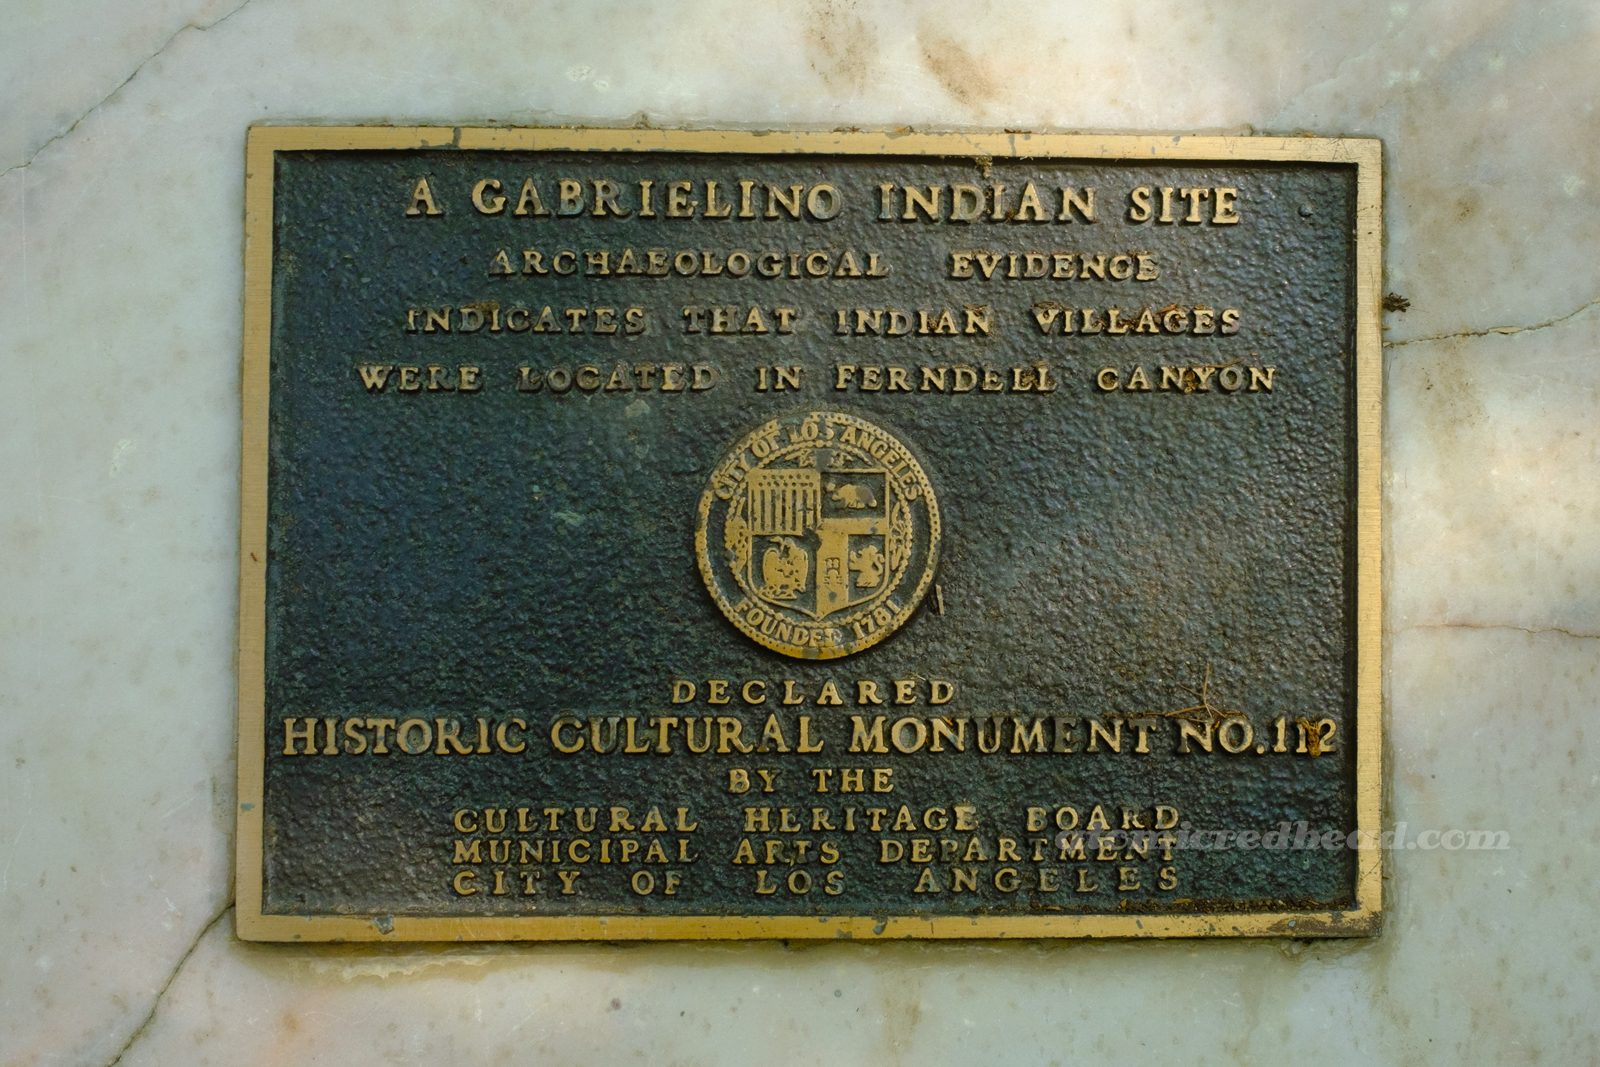 A GABRIELINO INDIAN SITE
ARCHAEOLOGICAL EVIDENCE
INDICATES THAT INDIAN VILLAGES
WERE LOCATED IN FERNDELL CANYON
CITY OF LOS ANGELES
FOUNDED 1781
DECLARED
HISTORIC CULTURAL MONUMENT NO.112
BY THE
CULTURAL HERITAGE BOARD
MUNICIPAL ARTS DEPARTMENT
CITY OF LOS ANGELES
atomicredhead.com